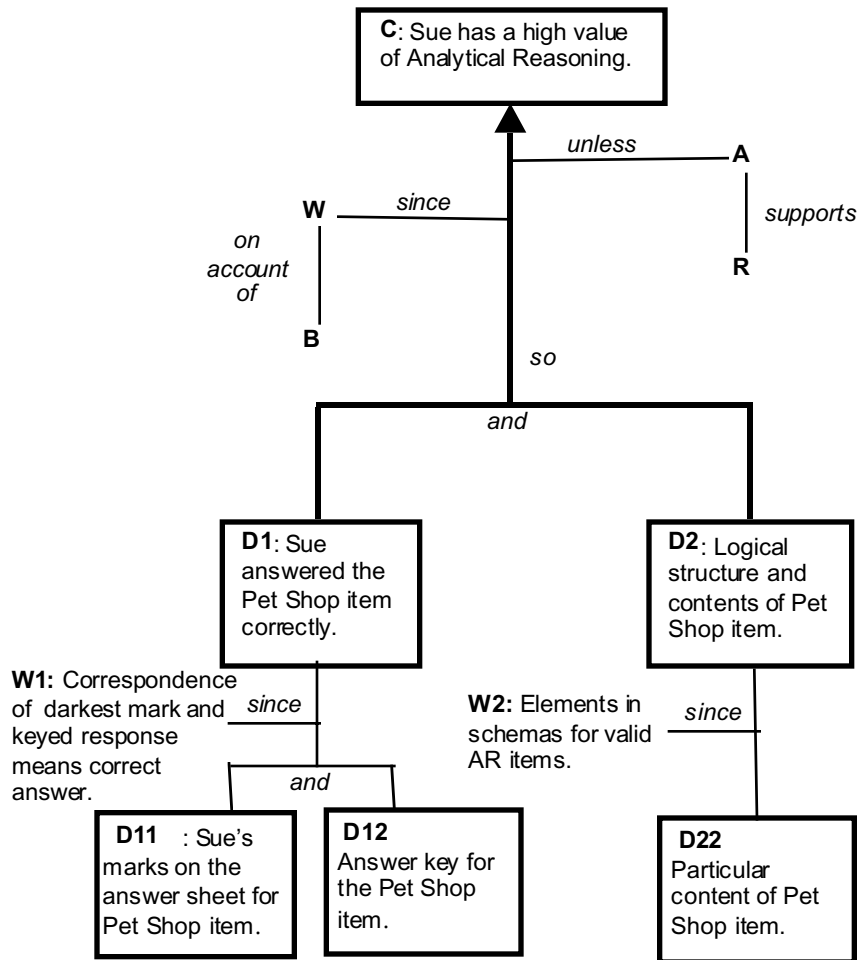 C: Sue has a high value
of Analytical Reasoning.
unless
A
since
W
supports
on
account
of
R
B
so
and
D1: Sue
answered the
Pet Shop item
correctly.
D2: Logical
structure and
contents of Pet
Shop item.
W1: Correspondence
of darkest mark and
keyed response
means correct
answer.
since
W2: Elements in
schemas for valid
AR items.
since
and
D11 : Sue's
marks on the
answer sheet for
Pet Shop item.
D12
Answer key for
the Pet Shop
item.
D22
Particular
content of Pet
Shop item.